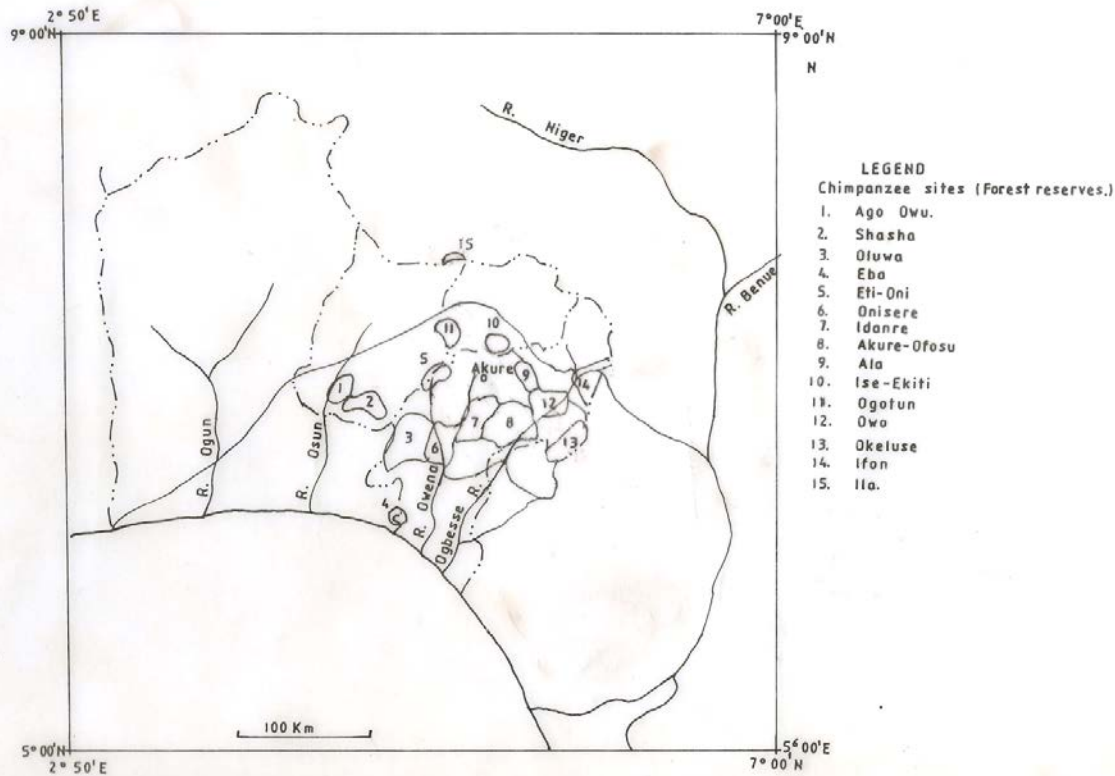 2° 50'E
7° 00'E
9° 00'N
9° 00'N
N
R. Niger
R. Benue
15
11
10
5
Akure
9
14
1
2
12
3
7
8
6
13
4
R. Ogun
R. Osun
R. Owena
Ogbesse R.
100 Km
5° 00'N
2° 50'E
5°00'E
7° 00'N
LEGEND
Chimpanzee sites (Forest reserves.)
1. Ago Owu.
2. Shasha
3. Oluwa
4. Eba
5. Eti-Oni
6. Onisere
7. Idanre
8. Akure-Ofosu
9. Ala
10. Ise-Ekiti
11. Ogotun
12. Owo
13. Okeluse
14. Ifon
15. Ila.